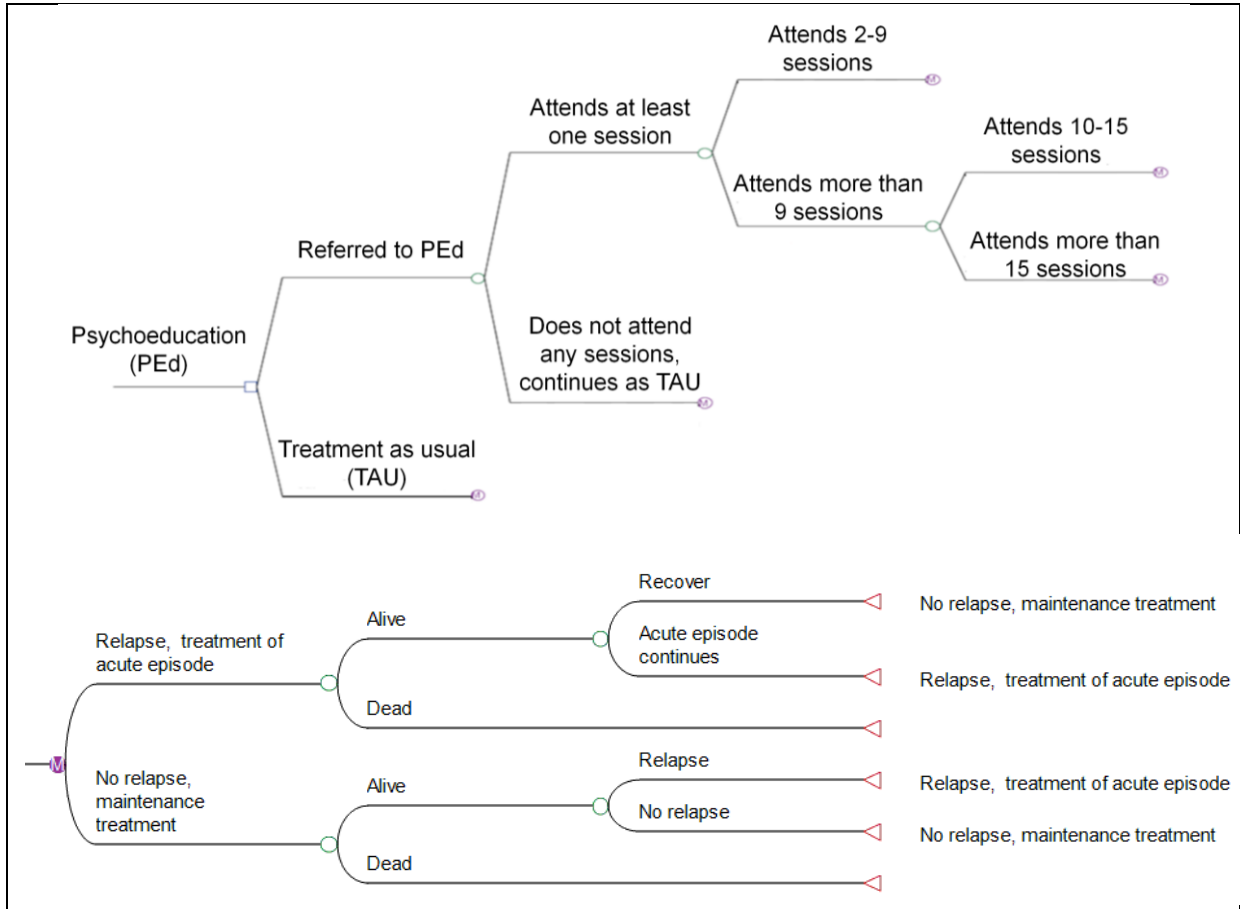 Attends 2-9
sessions
Attends at least
one session
Attends 10-15
sessions
Attends more than
9 sessions
Attends more than
15 sessions
Referred to PEd
Does not attend
any sessions,
continues as TAU
Psychoeducation
(PEd)
Treatment as usual
(TAU)
M
M
M
M
M
Recover
No relapse, maintenance treatment
Alive
Acute episode
continues
Relapse, treatment of
acute episode
Relapse, treatment of acute episode
Dead
M
Relapse
Relapse, treatment of acute episode
No relapse,
maintenance
treatment
Alive
No relapse
No relapse, maintenance treatment
Dead